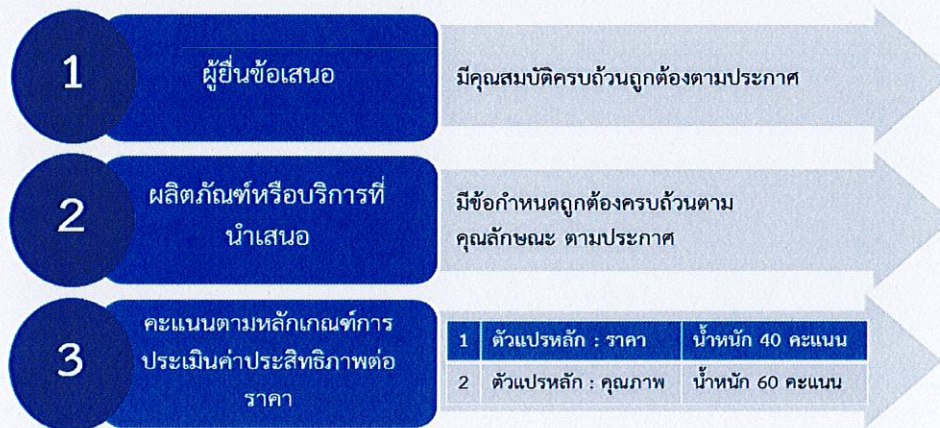 1
ผู้ยื่นข้อเสนอ
มีคุณสมบัติครบถ้วนถูกต้องตามประกาศ
2
ผลิตภัณฑ์หรือบริการที่
นำเสนอ
มีข้อกำหนดถูกต้องครบถ้วนตาม
คุณลักษณะ ตามประกาศ
3
คะแนนตามหลักเกณฑ์การ
ประเมินค่าประสิทธิภาพต่อ
ราคา
1 ตัวแปรหลัก : ราคา น้ำหนัก 40 คะแนน
2 ตัวแปรหลัก : คุณภาพ น้ำหนัก 60 คะแนน